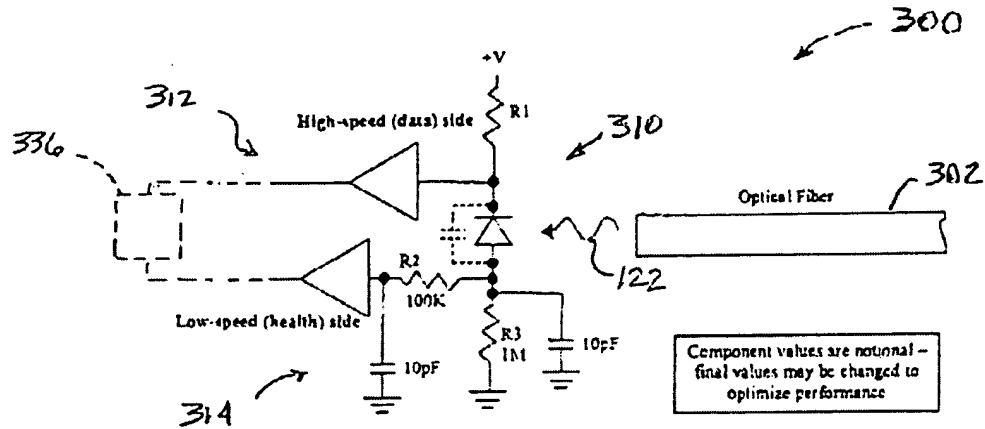 300
+V
312
R1
High-speed (data) side
310
336
302
Optical Fiber
R2
122
100K
Low-speed (health) side
R3
1M
10pF
10pF
Component values are notional –
final values may be changed to
optimize performance
314